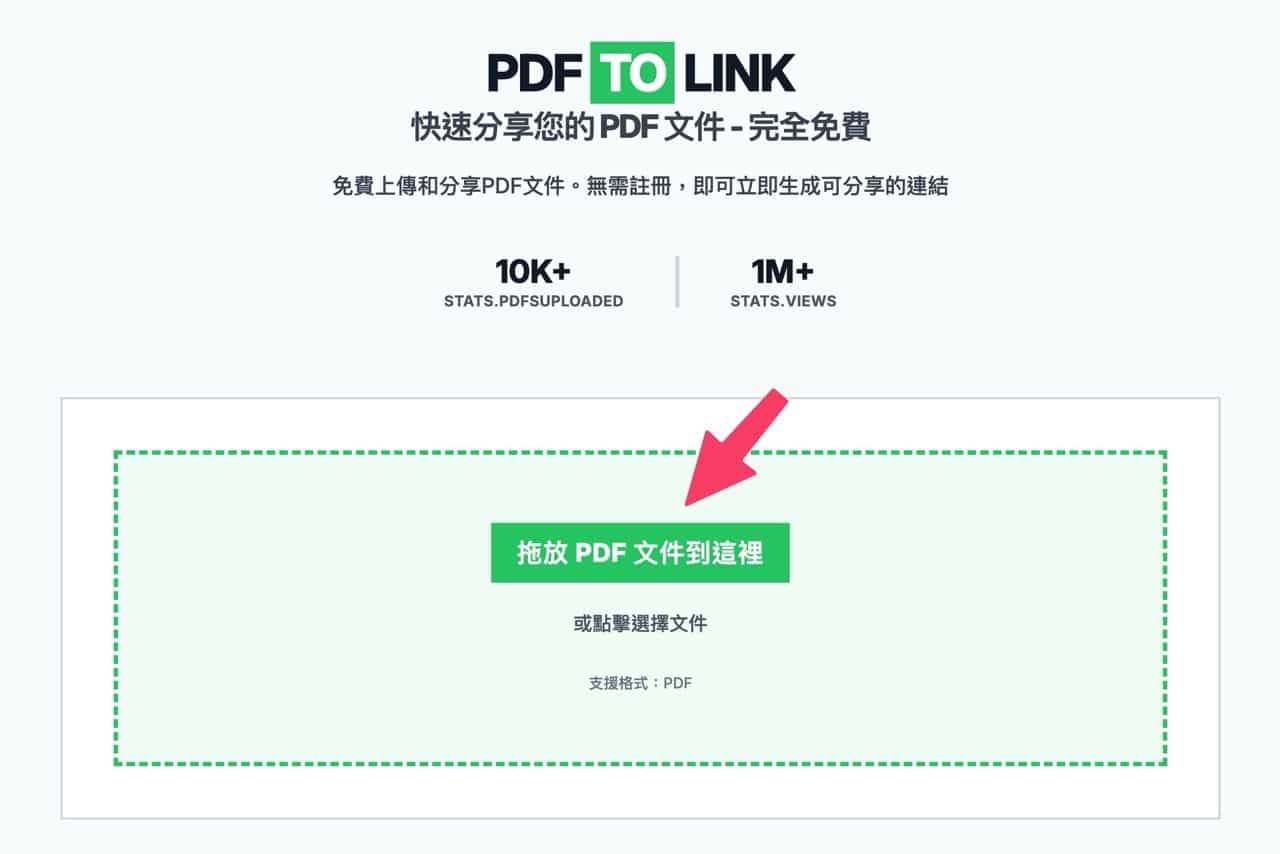 PDF TO LINK
快速分享您的 PDF 文件 - 完全免費
免費上傳和分享PDF文件。無需註冊，即可立即生成可分享的連結
10K+
STATS.PDFSUPLOADED
1M+
STATS.VIEWS
拖放 PDF 文件到這裡
或點擊選擇文件
支援格式：PDF